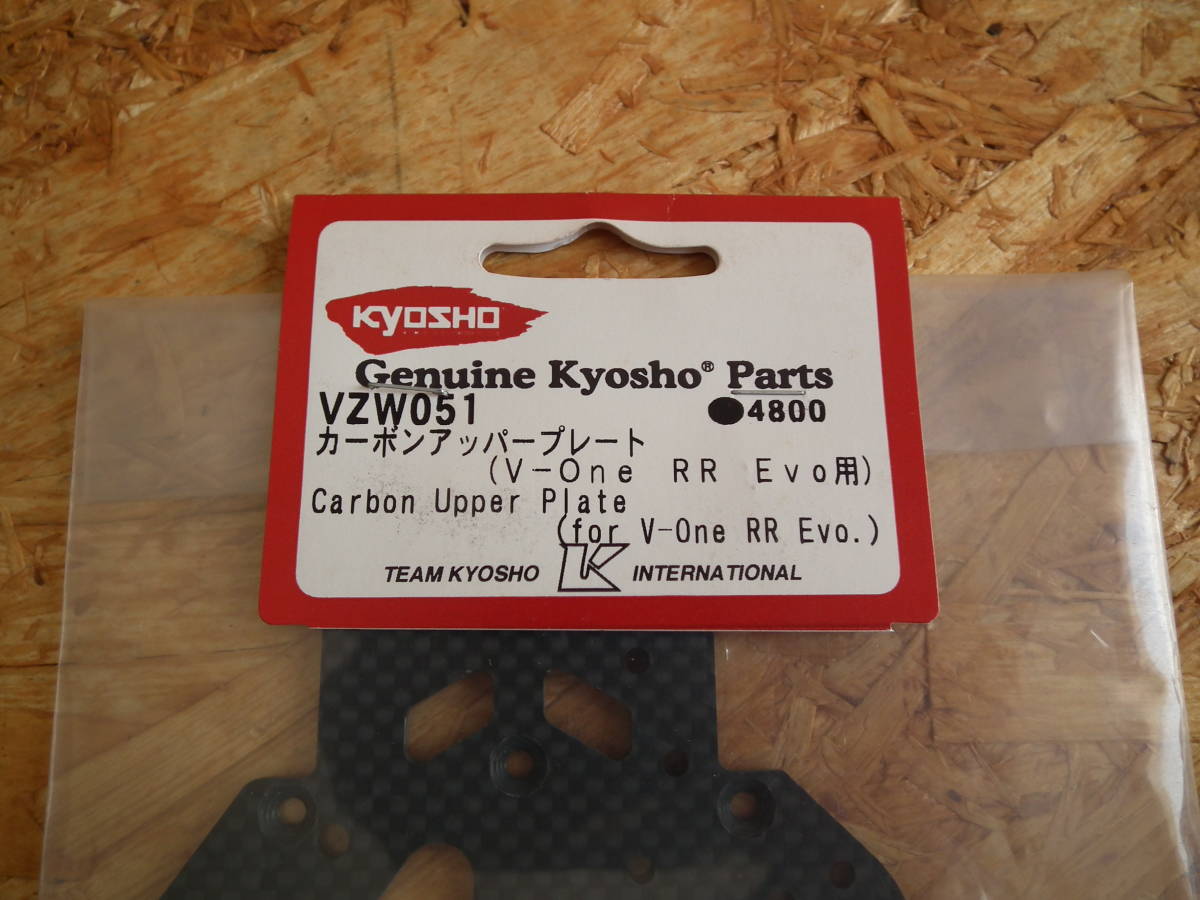 KYOSHO
Genuine Kyosho® Parts
VZW051 ●4800
カーボンアッパープレート
(V-One RR Evo用)
Carbon Upper Plate
(for V-One RR Evo.)
TEAM KYOSHO K INTERNATIONAL